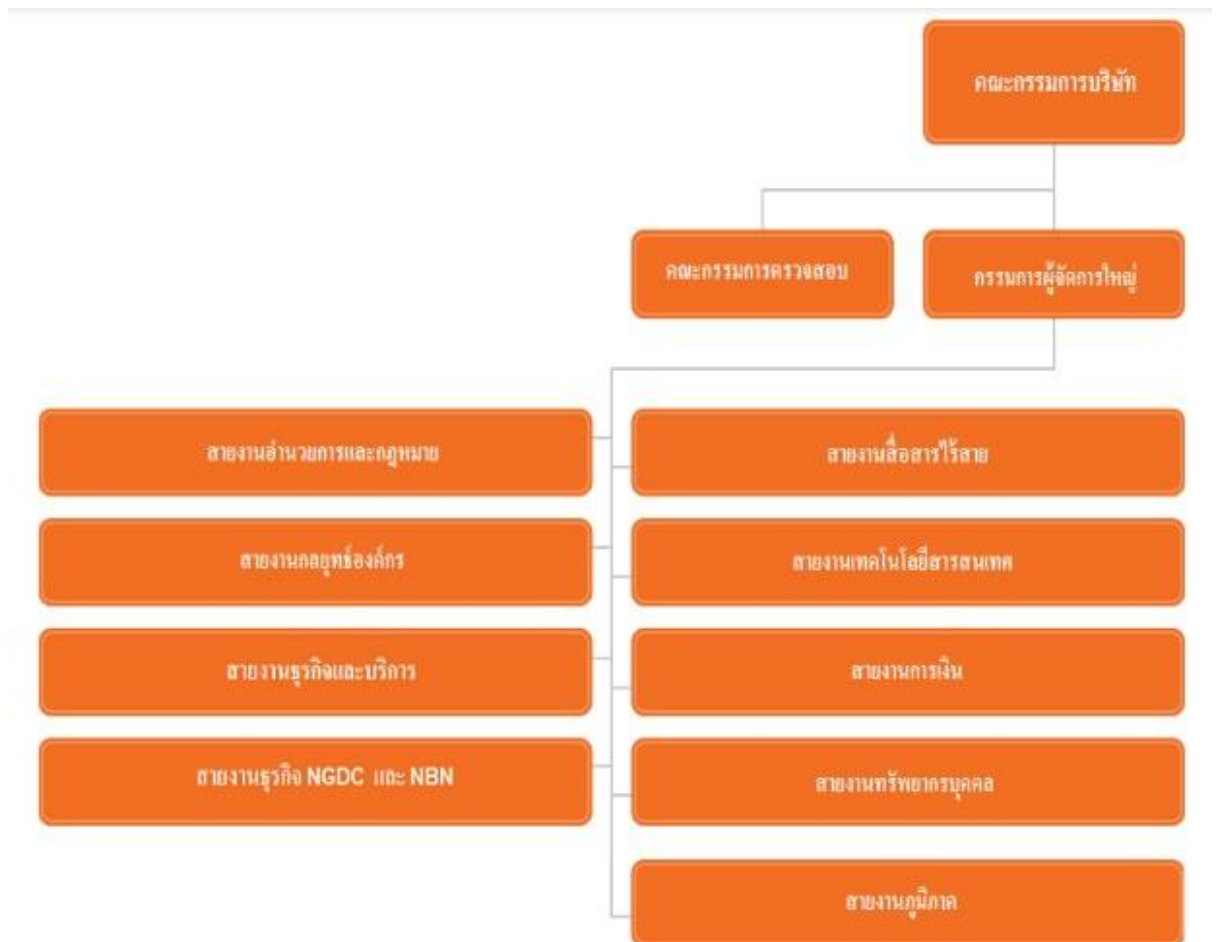 คณะกรรมการบริษัท
คณะกรรมการตรวจสอบ
กรรมการผู้จัดการใหญ่
สายงานอำนวยการและกฎหมาย
สายงานสื่อสารไร้สาย
สายงานกลยุทธ์องค์กร
สายงานเทคโนโลยีสารสนเทศ
สายงานธุรกิจและบริการ
สายงานการเงิน
สายงานธุรกิจ NGDC และ NBN
สายงานทรัพยากรบุคคล
สายงานภูมิภาค